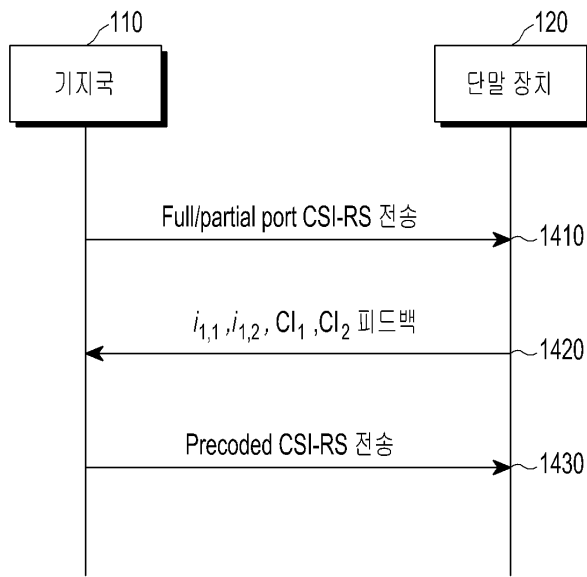 110
120
기지국
단말 장치
Full/partial port CSI-RS 전송
1410
i1,1 ,i1,2 , CI1 ,CI2 피드백
1420
Precoded CSI-RS 전송
1430